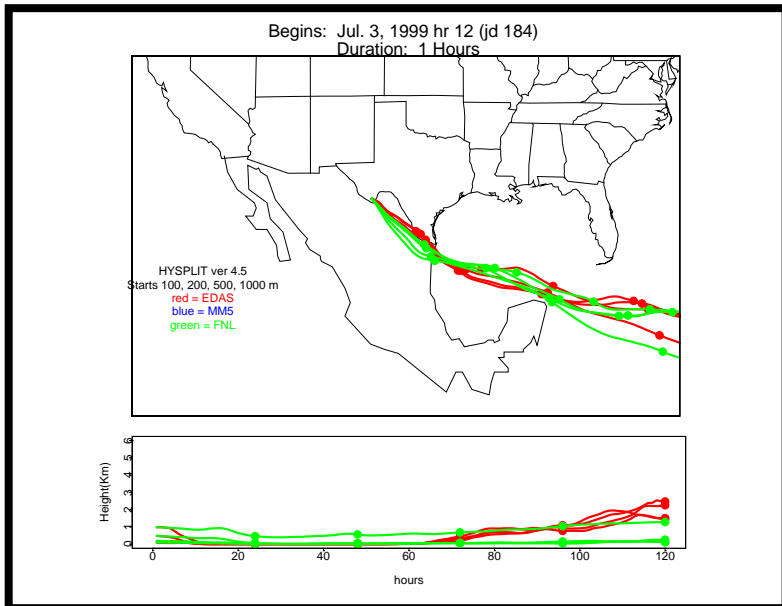 Begins: Jul. 3, 1999 hr 12 (jd 184)
Duration: 1 Hours
HYSPLIT ver 4.5
Starts 100, 200, 500, 1000 m
red = EDAS
blue = MM5
green = FNL
Height(Km)
6
5
4
3
2
1
0
0 20 40 60 80 100 120
hours